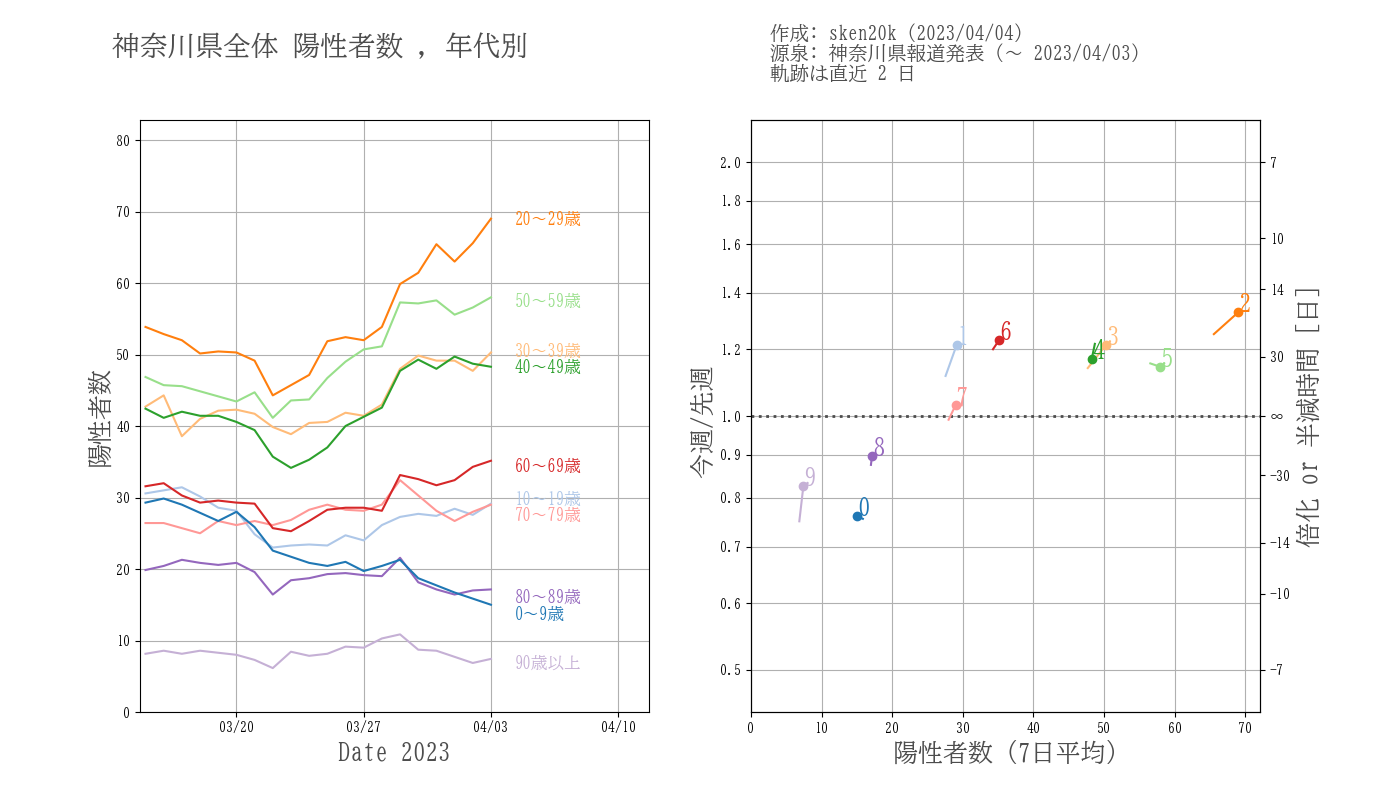 神奈川県全体 陽性者数 , 年代別
作成: sken20k (2023/04/04)
源泉: 神奈川県報道発表 (〜 2023/04/03)
軌跡は直近 2 日
陽性者数
80
70
60
50
40
30
20
10
0
20〜29歳
50〜59歳
30〜39歳
40〜49歳
60〜69歳
10〜19歳
70〜79歳
80〜89歳
0〜9歳
90歳以上
03/20
03/27
04/03
04/10
Date 2023
今週/先週
2.0
1.8
1.6
1.4
1.2
1.0
0.9
0.8
0.7
0.6
0.5
2
1
6
3
4
5
7
8
9
0
0
10
20
30
40
50
60
70
陽性者数 (7日平均)
7
10
14
30
∞
−30
−14
−10
−7
倍化 or 半減時間 [日]